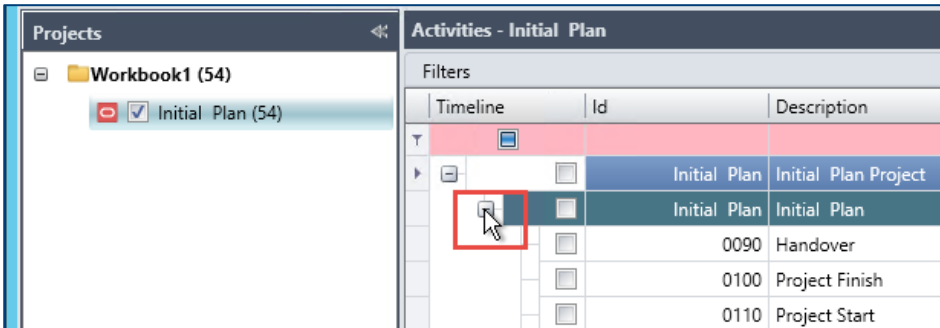 Projects
Workbook1 (54)
Initial Plan (54)
Activities - Initial Plan
Filters
Timeline Id Description
Initial Plan Initial Plan Project
Initial Plan Initial Plan
0090 Handover
0100 Project Finish
0110 Project Start